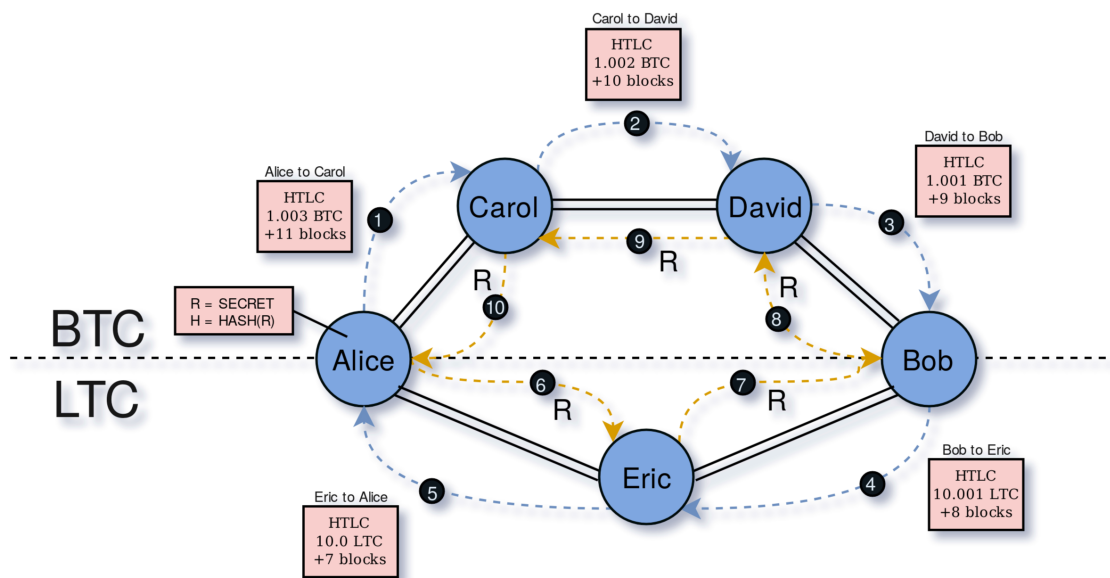 Carol to David
HTLC
1.002 BTC
+10 blocks
2
David to Bob
HTLC
1.001 BTC
+9 blocks
Alice to Carol
HTLC
1.003 BTC
+11 blocks
1
Carol
David
3
9
R
R
10
R
8
R = SECRET
H = HASH(R)
BTC
Alice
Bob
LTC
6
R
7
R
Eric
Bob to Eric
HTLC
10.001 LTC
+8 blocks
4
5
Eric to Alice
HTLC
10.0 LTC
+7 blocks